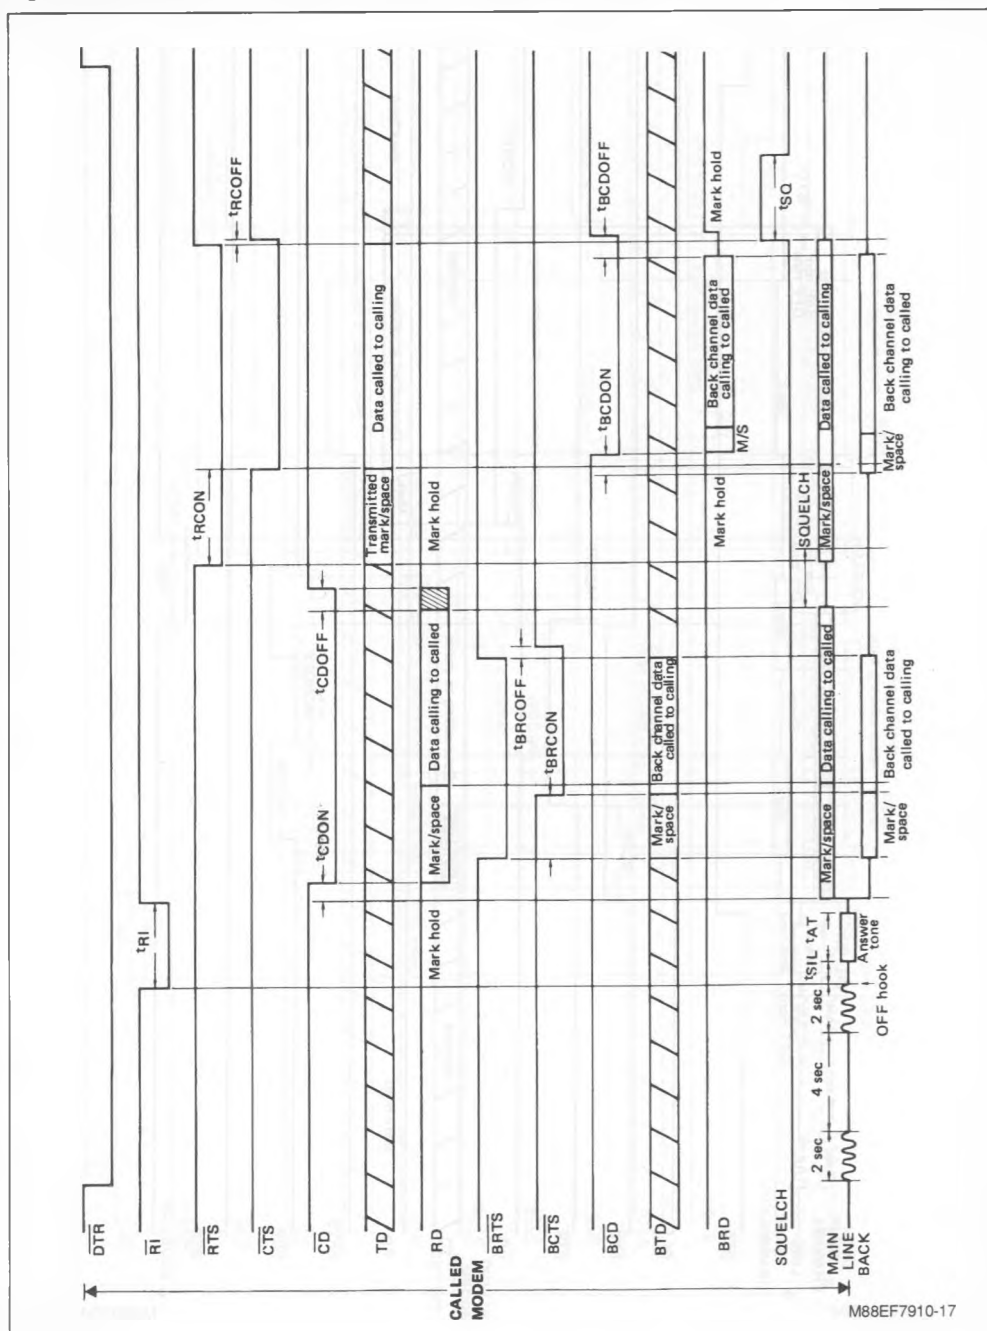 CALLED
MODEM
DTR
RI
tRI
RTS
tRCON
CTS
tRCOFF
CD
tCDON
tCDOFF
TD
Transmitted
mark/space
Data called to calling
RD
Mark hold
Mark/space
Data calling to called
Mark hold
BRTS
tBRCOFF
BCTS
tBRCON
BCD
tBCDON
tBCDOFF
BTD
Mark/
space
Back channel data
called to calling
BRD
Mark hold
M/S
Back channel data
calling to called
Mark hold
SQUELCH
SQUELCH
tSQ
MAIN
LINE
BACK
2 sec
4 sec
2 sec
tSIL
tAT
OFF hook
Answer
tone
Mark/space
Data calling to called
Mark/space
Data called to calling
Mark/
space
Back channel data
called to calling
Mark/
space
Back channel data
calling to called
M88EF7910-17